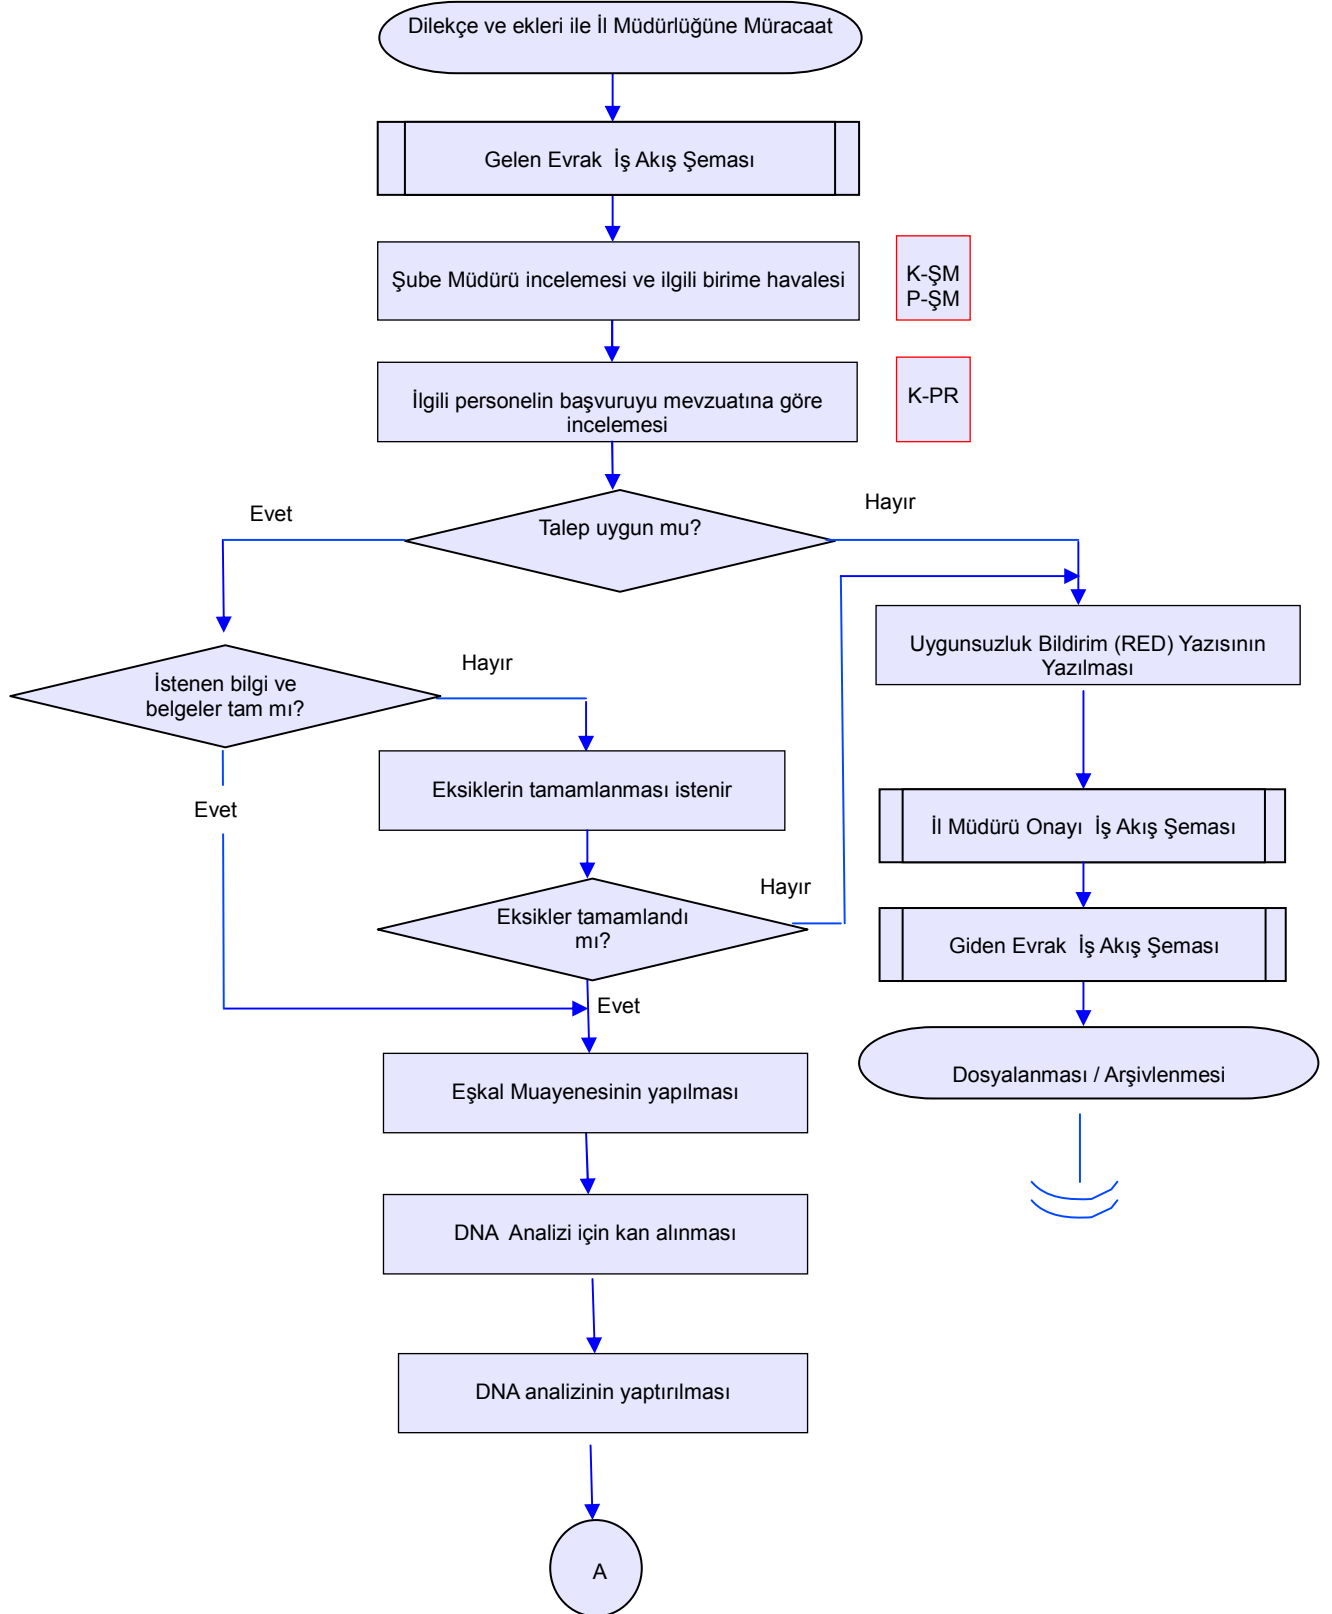 Dilekçe ve ekleri ile İl Müdürlüğüne Müracaat
Gelen Evrak İş Akış Şeması
Şube Müdürü incelemesi ve ilgili birime havalesi
K-ŞM
P-ŞM
İlgili personelin başvuruyu mevzuatına göre
incelemesi
K-PR
Talep uygun mu?
Evet
Hayır
Uygunsuzluk Bildirim (RED) Yazısının
Yazılması
İstenen bilgi ve
belgeler tam mı?
Hayır
Evet
Eksiklerin tamamlanması istenir
İl Müdürü Onayı İş Akış Şeması
Eksikler tamamlandı
mı?
Hayır
Giden Evrak İş Akış Şeması
Evet
Dosyalanması / Arşivlenmesi
Eşkal Muayenesinin yapılması
DNA Analizi için kan alınması
DNA analizinin yaptırılması
A